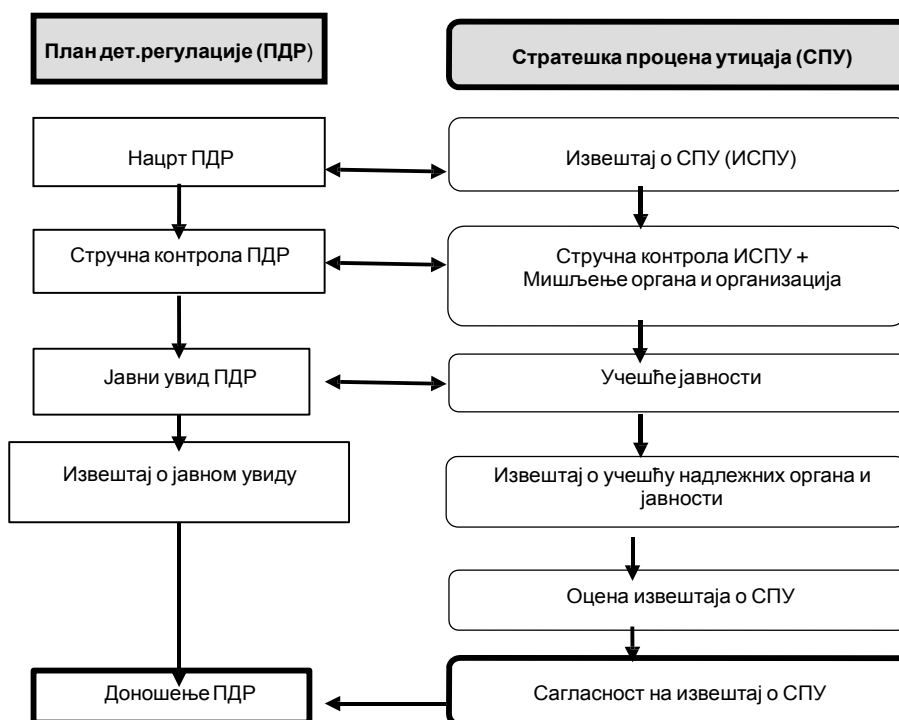 План дет.регулације (ПДР)
Стратешка процена утицаја (СПУ)
Нацрт ПДР
Извештај о СПУ (ИСПУ)
Стручна контрола ПДР
Стручна контрола ИСПУ +
Мишљење органа и организација
Јавни увид ПДР
Учешће јавности
Извештај о јавном увиду
Извештај о учешћу надлежних органа и
јавности
Оцена извештаја о СПУ
Доношење ПДР
Сагласност на извештај о СПУ